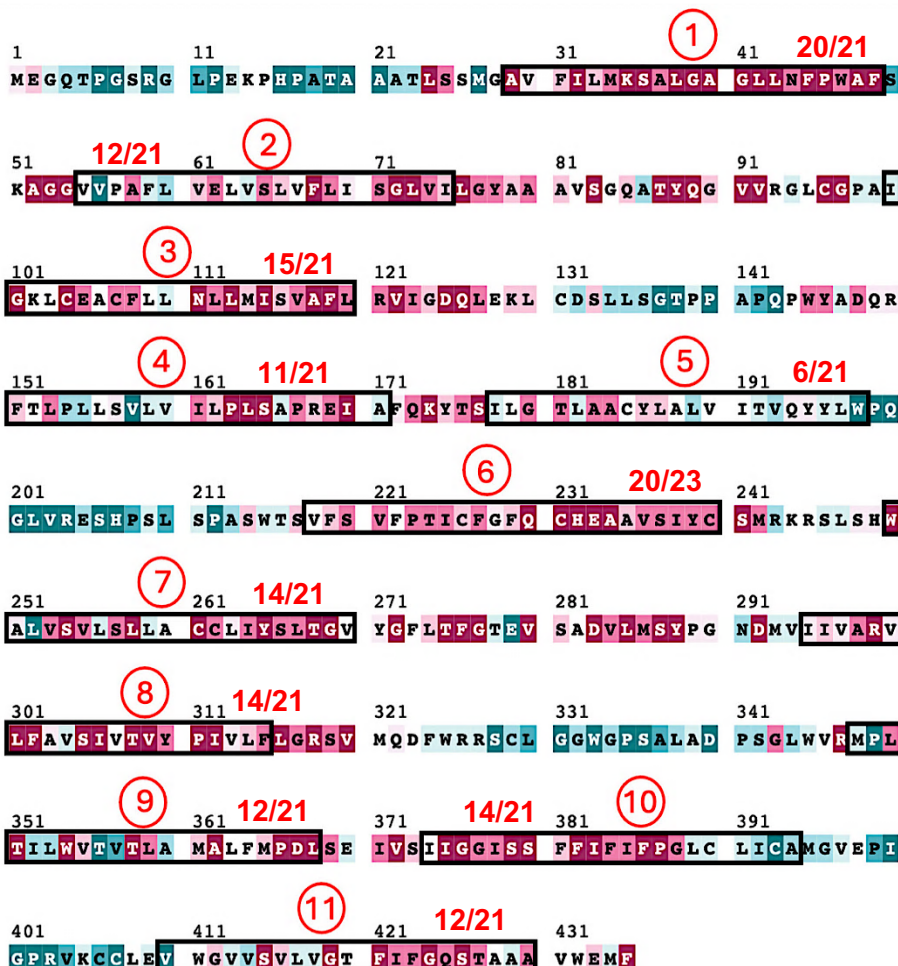 1 11 21 31 1 41 20/21
MEGQTPGSRG LPEKPHPATA AATLSSMGAV FILMKSALGA GLLNFPWAFS
51 12/21 61 2 71 81 91
KAGGVVPAFL VELVSLVFLI SGLVILGYAA AVSGQATYQG VVRGLCGPAI
101 3 111 15/21 121 131 141
GKLCEACFLL NLLMISVAFL RVIGDQLEKL CDSLLSGTPP APQPWYADQR
151 4 161 11/21 171 181 5 191 6/21
FTLPLLSVLV ILPLSAPREI AFQKYTSILG TLAACYLALV ITVQYYLWPQ
201 211 221 6 231 20/23 241
GLVRESHPSL SPASWTSVFS VFPTICFGFQ CHEAAVSIYC SMRKRSLSHW
251 7 261 14/21 271 281 291
ALVSVLSLLA CCLIYSLTGV YGFLTFGTEV SADVLMSYPG NDMVIIVARV
301 8 311 14/21 321 331 341
LFAVSIVTVY PIVLFLGRSV MQDFWRRSCL GGWGPSALAD PSGLWVRMPL
351 9 361 12/21 371 14/21 381 10 391
TILWVTVTLA MALFMPDLSE IVSIIGGISS FFIFIFPGLC LICAMGVEPI
401 411 11 421 12/21 431
GPRVKCCLEV WGVVSVLVGT FIFGQSTAAA VWEMF